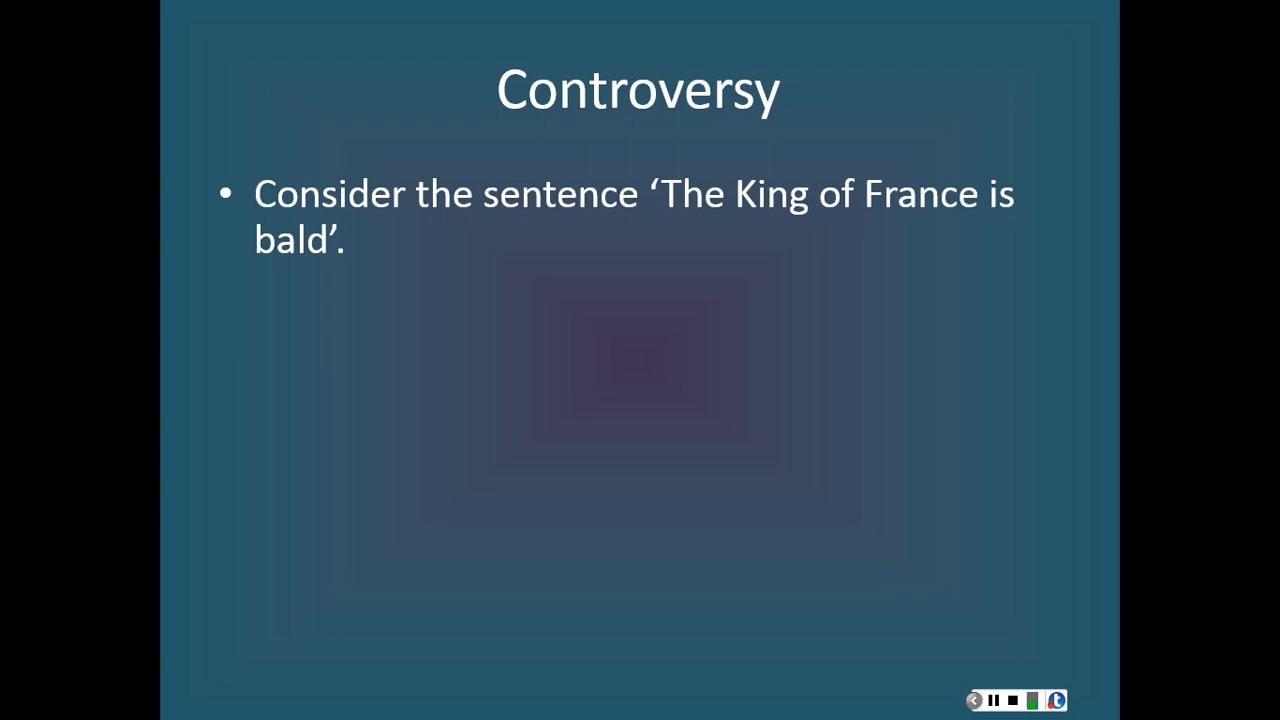 Controversy
• Consider the sentence ‘The King of France is
bald’.